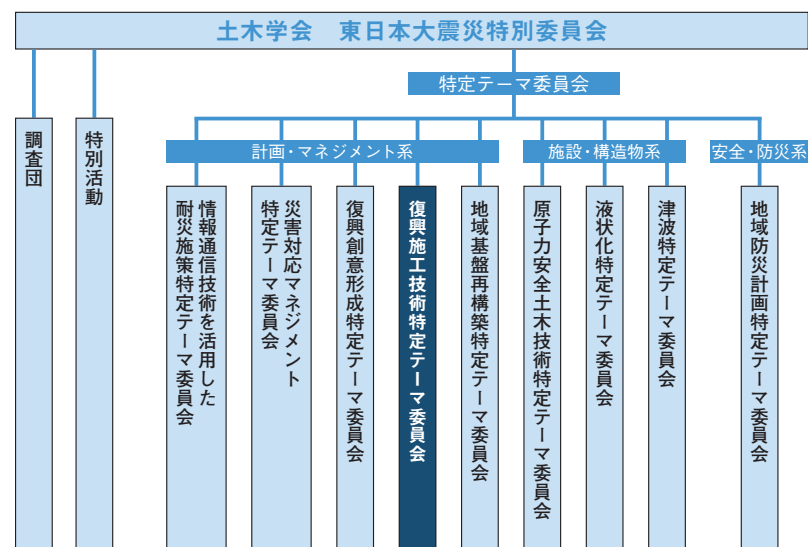 土木学会　東日本大震災特別委員会
特定テーマ委員会
計画・マネジメント系
施設・構造物系
安全・防災系
調査団
特別活動
情報通信技術を活用した
耐災施策特定テーマ委員会
災害対応マネジメント
特定テーマ委員会
復興創意形成特定テーマ委員会
復興施工技術特定テーマ委員会
地域基盤再構築特定テーマ委員会
原子力安全土木技術特定テーマ委員会
液状化特定テーマ委員会
津波特定テーマ委員会
地域防災計画特定テーマ委員会